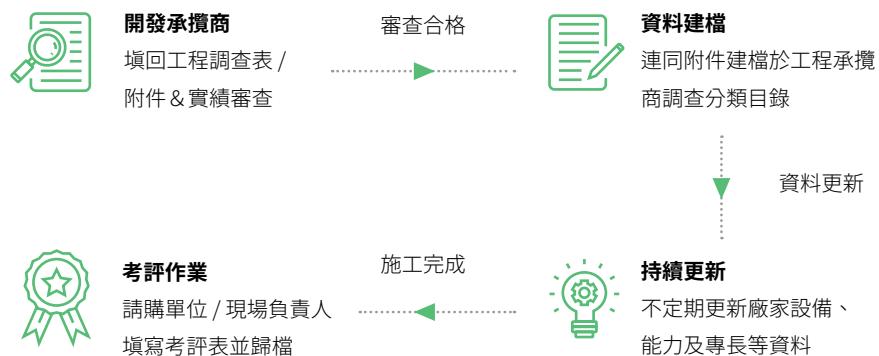 開發承攬商
填回工程調查表 /
附件＆實績審查
審查合格
資料建檔
連同附件建檔於工程承攬
商調查分類目錄
資料更新
持續更新
不定期更新廠家設備、
能力及專長等資料
施工完成
考評作業
請購單位 / 現場負責人
填寫考評表並歸檔